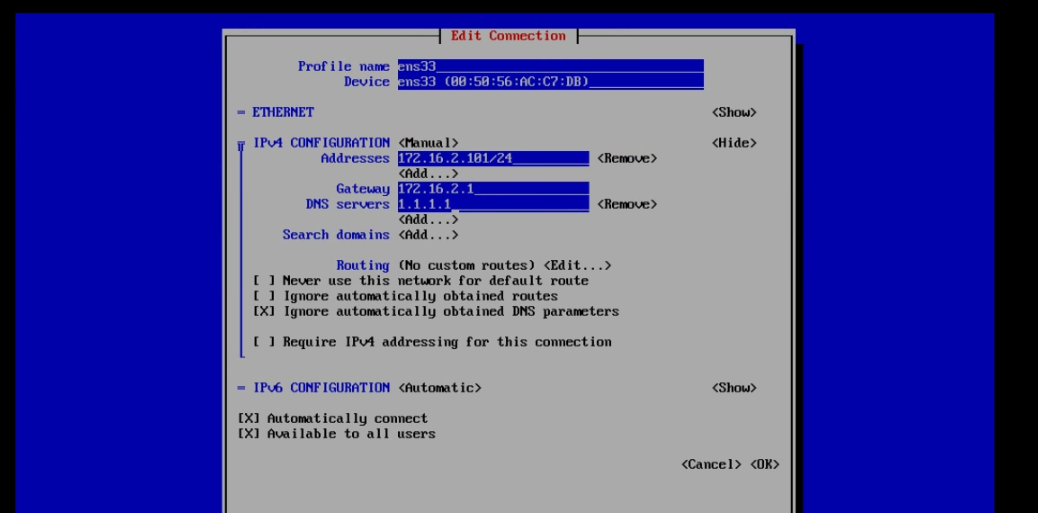 Edit Connection
Profile name ens33
Device ens33 (00:50:56:AC:C7:DB)
= ETHERNET <Show>
IPv4 CONFIGURATION <Manual> <Hide>
Addresses 172.16.2.101/24 <Remove>
<Add...>
Gateway 172.16.2.1
DNS servers 1.1.1.1 <Remove>
<Add...>
Search domains <Add...>
Routing (No custom routes) <Edit...>
[ ] Never use this network for default route
[ ] Ignore automatically obtained routes
[X] Ignore automatically obtained DNS parameters
[ ] Require IPv4 addressing for this connection
= IPv6 CONFIGURATION <Automatic> <Show>
[X] Automatically connect
[X] Available to all users
<Cancel> <OK>